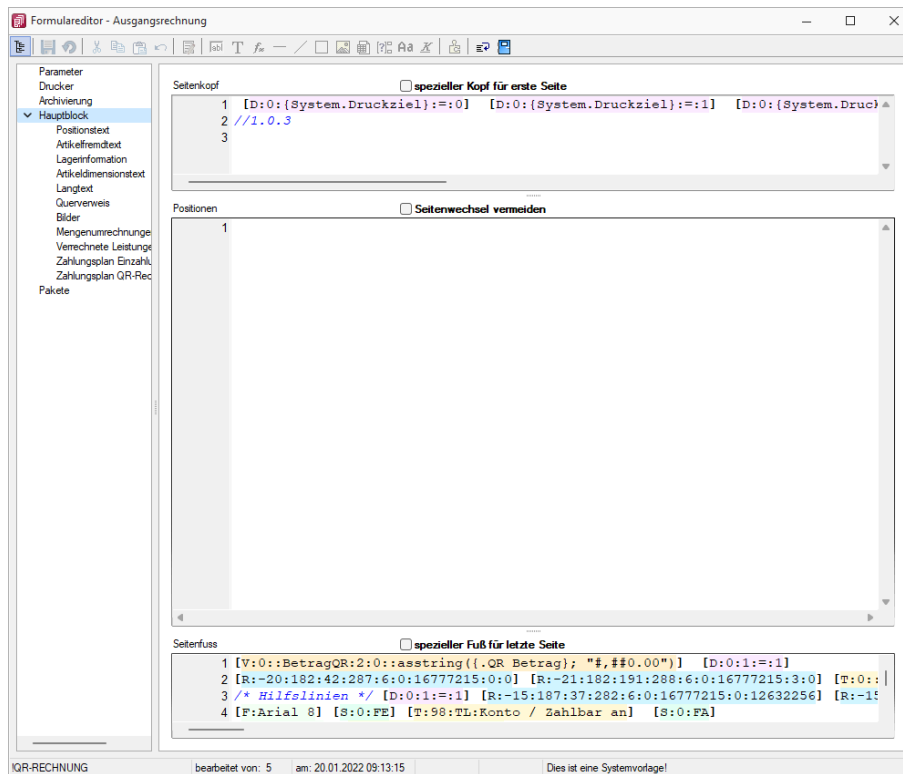 Formulareditor - Ausgangsrechnung
Parameter
Drucker
Archivierung
Hauptblock
Positionstext
Artikelfremdtext
Lagerinformation
Artikeldimensionstext
Langtext
Querverweis
Bilder
Mengenumrechnunge
Verrechnete Leistunge
Zahlungsplan Einzahlu
Zahlungsplan QR-Rec
Pakete
Seitenkopf spezieller Kopf für erste Seite
1 [D:0:{System.Druckziel}:=:0] [D:0:{System.Druckziel}:=:1] [D:0:{System.Druck
2 //1.0.3
3
Positionen Seitenwechsel vermeiden
1
Seitenfuss spezieller Fuß für letzte Seite
1 [V:0::BetragQR:2:0::asstring({.QR Betrag}; "#,##0.00")] [D:0:1:=:1]
2 [R:-20:182:42:287:6:0:16777215:0:0] [R:-21:182:191:288:6:0:16777215:3:0] [T:0::
3 /* Hilfslinien */ [D:0:1:=:1] [R:-15:187:37:282:6:0:16777215:0:12632256] [R:-15
4 [F:Arial 8] [S:0:FE] [T:98:TL:Konto / Zahlbar an] [S:0:FA]
!QR-RECHNUNG bearbeitet von: 5 am: 20.01.2022 09:13:15 Dies ist eine Systemvorlage!